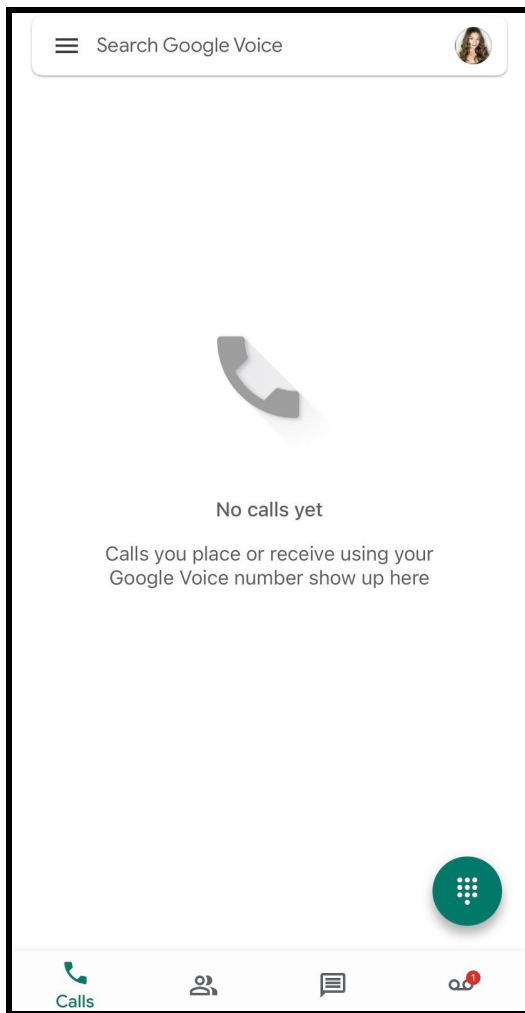 Search Google Voice
No calls yet
Calls you place or receive using your
Google Voice number show up here
1
Calls